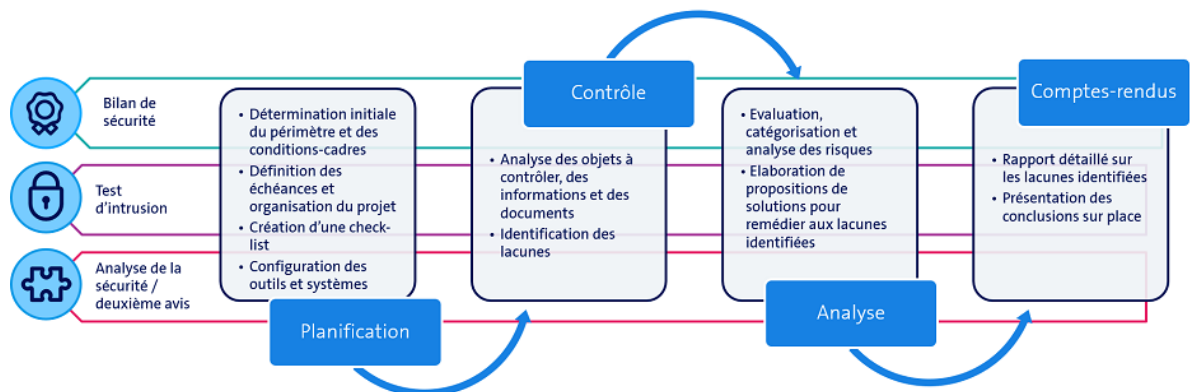 Bilan de
sécurité
Test
d'intrusion
Analyse de la
sécurité /
deuxième avis
• Détermination initiale
du périmètre et des
conditions-cadres
• Définition des
échéances et
organisation du projet
• Création d'une check-
list
• Configuration des
outils et systèmes
Planification
Contrôle
• Analyse des objets à
contrôler, des
informations et des
documents
• Identification des
lacunes
• Evaluation,
catégorisation et
analyse des risques
• Elaboration de
propositions de
solutions pour
remédier aux lacunes
identifiées
Analyse
Comptes-rendus
• Rapport détaillé sur
les lacunes identifiées
• Présentation des
conclusions sur place